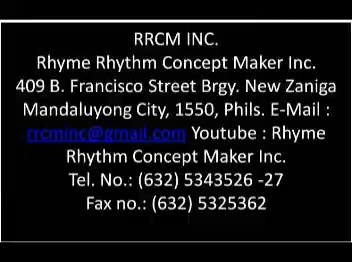 RRCM INC.
Rhyme Rhythm Concept Maker Inc.
409 B. Francisco Street Brgy. New Zaniga
Mandaluyong City, 1550, Phils. E-Mail :
rrcminc@gmail.com Youtube : Rhyme
Rhythm Concept Maker Inc.
Tel. No.: (632) 5343526 -27
Fax no.: (632) 5325362